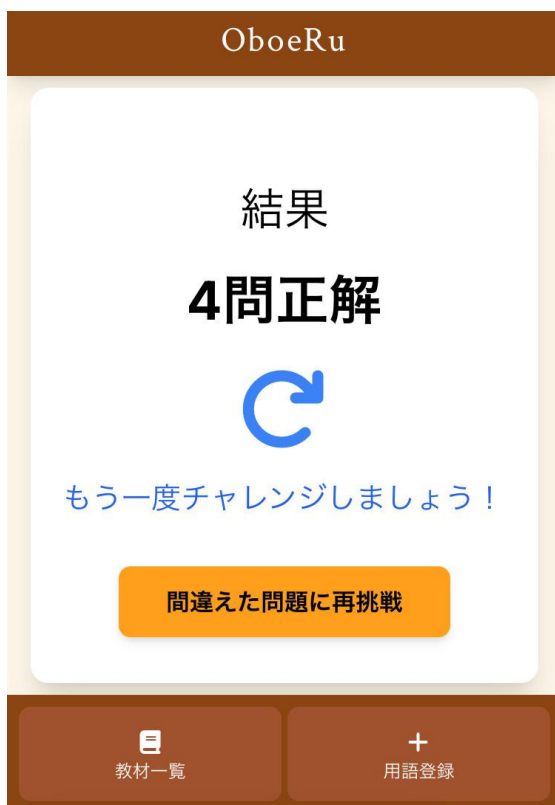 OboeRu
結果
4問正解
もう一度チャレンジしましょう！
間違えた問題に再挑戦
教材一覧
用語登録